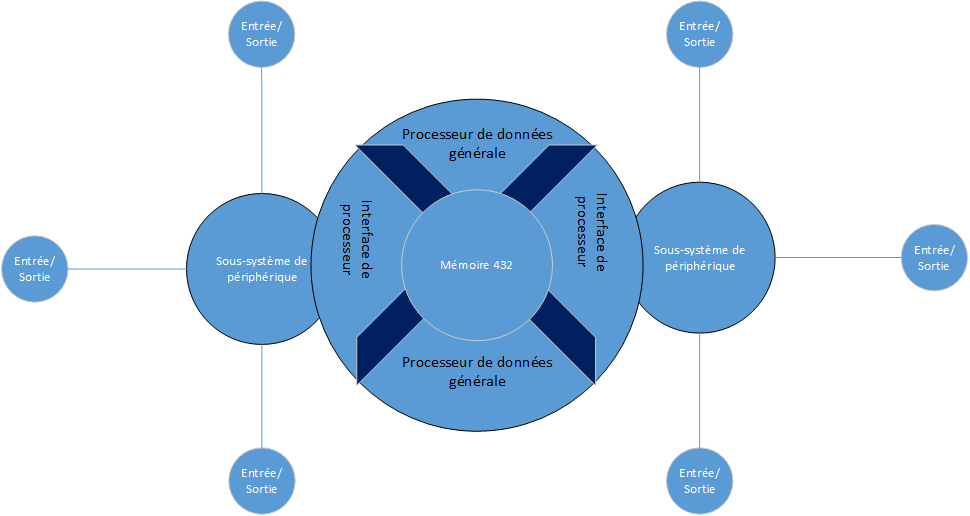 Entrée/
Sortie
Entrée/
Sortie
Processeur de données
générale
Interface de
processeur
Interface de
processeur
Sous-système de
périphérique
Mémoire 432
Sous-système de
périphérique
Entrée/
Sortie
Entrée/
Sortie
Processeur de données
générale
Entrée/
Sortie
Entrée/
Sortie